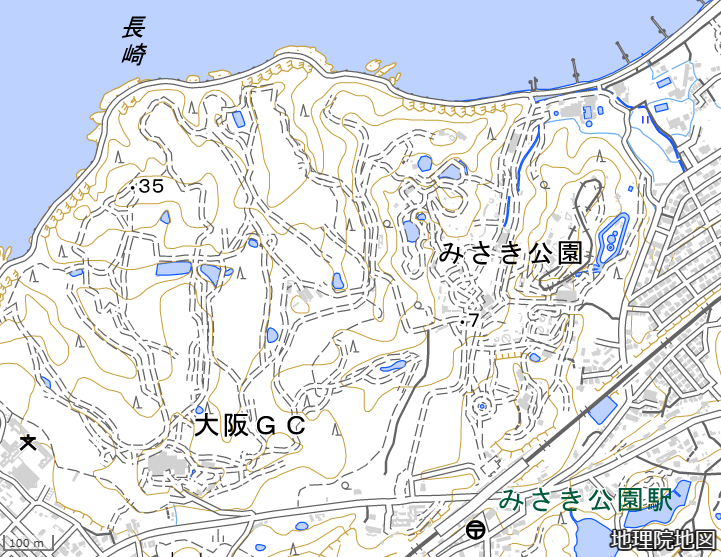 長崎
・35
みさき公園
・7
大阪ＧＣ
みさき公園駅
100 m
地理院地図